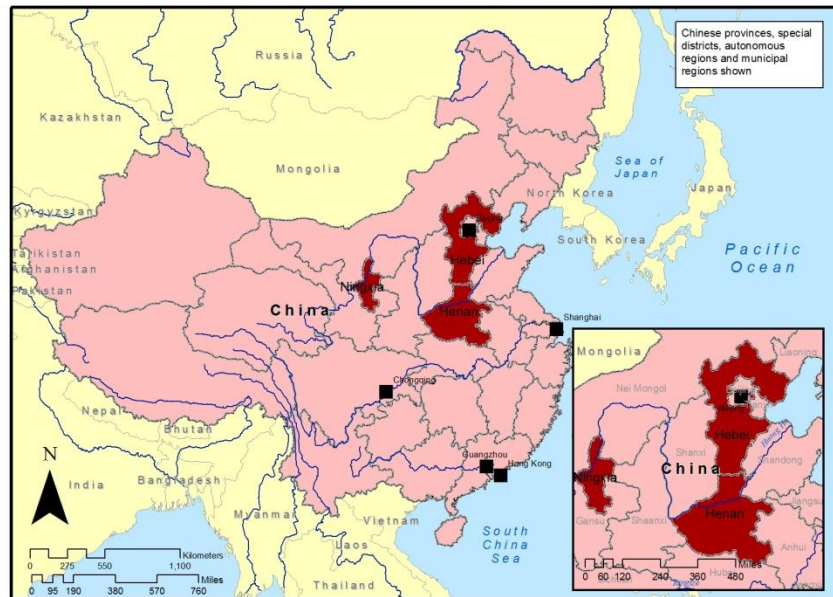 Chinese provinces, special
districts, autonomous
regions and municipal
regions shown
Russia
Kazakhstan
Mongolia
Sea of
Japan
Japan
North Korea
South Korea
Kyrgyzstan
Tajikistan
Afghanistan
Pakistan
Pacific
Ocean
Hebei
Ningxia
China
Henan
Shanghai
Chongqing
Nepal
Bhutan
Guangzhou
Hong Kong
India
Bangladesh
Myanmar
Vietnam
Laos
Thailand
South
China
Sea
N
Kilometers
0 275 550 1,100
Miles
0 95 190 380 570 760
Mongolia
Liaoning
Nei Mongol
Hebei
Shanxi
China
Shandong
Ningxia
Jiangsu
Gansu
Shaanxi
Henan
Anhui
Hubei
Miles
0 60 120 240 360 480